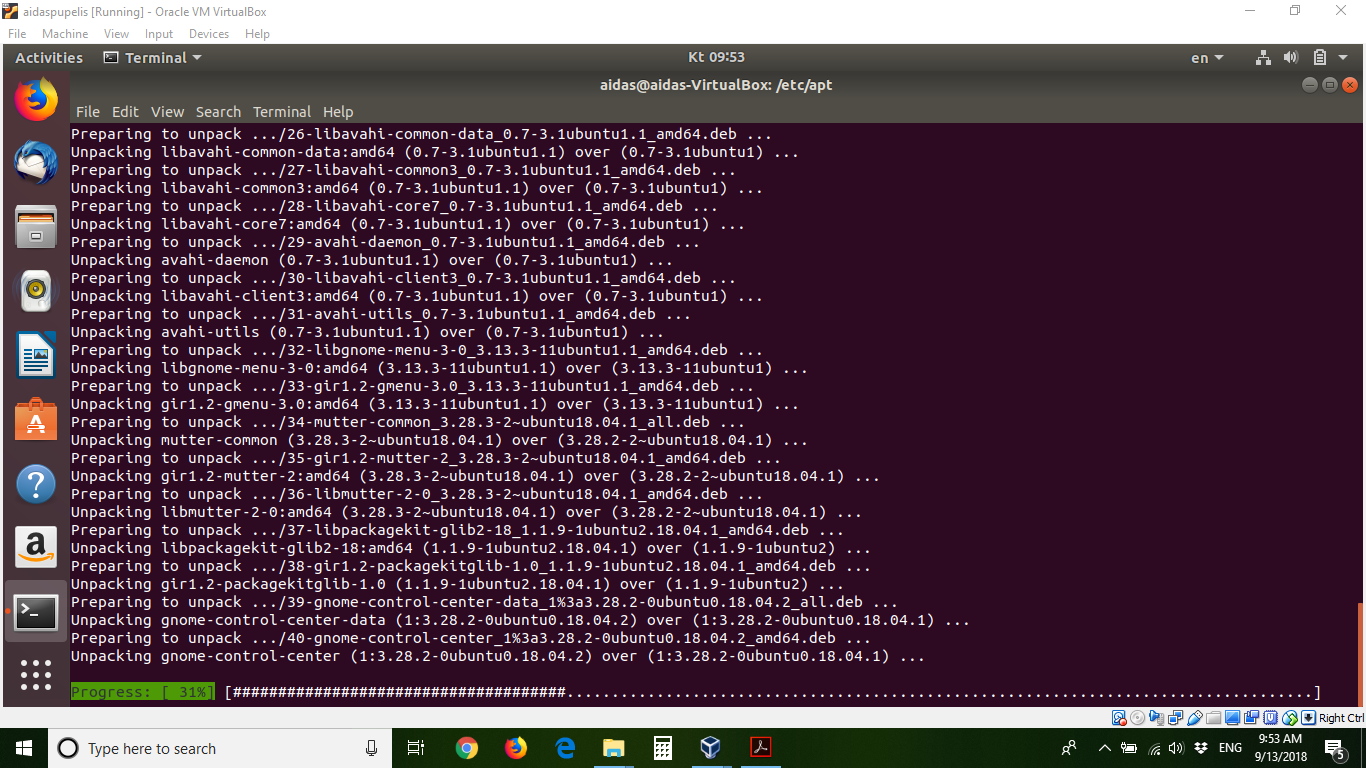 aidaspupelis [Running] - Oracle VM VirtualBox
File Machine View Input Devices Help
Activities Terminal Kt 09:53 en
aidas@aidas-VirtualBox: /etc/apt
File Edit View Search Terminal Help
Preparing to unpack .../26-libavahi-common-data_0.7-3.1ubuntu1.1_amd64.deb ...
Unpacking libavahi-common-data:amd64 (0.7-3.1ubuntu1.1) over (0.7-3.1ubuntu1) ...
Preparing to unpack .../27-libavahi-common3_0.7-3.1ubuntu1.1_amd64.deb ...
Unpacking libavahi-common3:amd64 (0.7-3.1ubuntu1.1) over (0.7-3.1ubuntu1) ...
Preparing to unpack .../28-libavahi-core7_0.7-3.1ubuntu1.1_amd64.deb ...
Unpacking libavahi-core7:amd64 (0.7-3.1ubuntu1.1) over (0.7-3.1ubuntu1) ...
Preparing to unpack .../29-avahi-daemon_0.7-3.1ubuntu1.1_amd64.deb ...
Unpacking avahi-daemon (0.7-3.1ubuntu1.1) over (0.7-3.1ubuntu1) ...
Preparing to unpack .../30-libavahi-client3_0.7-3.1ubuntu1.1_amd64.deb ...
Unpacking libavahi-client3:amd64 (0.7-3.1ubuntu1.1) over (0.7-3.1ubuntu1) ...
Preparing to unpack .../31-avahi-utils_0.7-3.1ubuntu1.1_amd64.deb ...
Unpacking avahi-utils (0.7-3.1ubuntu1.1) over (0.7-3.1ubuntu1) ...
Preparing to unpack .../32-libgnome-menu-3-0_3.13.3-11ubuntu1.1_amd64.deb ...
Unpacking libgnome-menu-3-0:amd64 (3.13.3-11ubuntu1.1) over (3.13.3-11ubuntu1) ...
Preparing to unpack .../33-gir1.2-gmenu-3.0_3.13.3-11ubuntu1.1_amd64.deb ...
Unpacking gir1.2-gmenu-3.0:amd64 (3.13.3-11ubuntu1.1) over (3.13.3-11ubuntu1) ...
Preparing to unpack .../34-mutter-common_3.28.3-2~ubuntu18.04.1_all.deb ...
Unpacking mutter-common (3.28.3-2~ubuntu18.04.1) over (3.28.2-2~ubuntu18.04.1) ...
Preparing to unpack .../35-gir1.2-mutter-2_3.28.3-2~ubuntu18.04.1_amd64.deb ...
Unpacking gir1.2-mutter-2:amd64 (3.28.3-2~ubuntu18.04.1) over (3.28.2-2~ubuntu18.04.1) ...
Preparing to unpack .../36-libmutter-2-0_3.28.3-2~ubuntu18.04.1_amd64.deb ...
Unpacking libmutter-2-0:amd64 (3.28.3-2~ubuntu18.04.1) over (3.28.2-2~ubuntu18.04.1) ...
Preparing to unpack .../37-libpackagekit-glib2-18_1.1.9-1ubuntu2.18.04.1_amd64.deb ...
Unpacking libpackagekit-glib2-18:amd64 (1.1.9-1ubuntu2.18.04.1) over (1.1.9-1ubuntu2) ...
Preparing to unpack .../38-gir1.2-packagekitglib-1.0_1.1.9-1ubuntu2.18.04.1_amd64.deb ...
Unpacking gir1.2-packagekitglib-1.0 (1.1.9-1ubuntu2.18.04.1) over (1.1.9-1ubuntu2) ...
Preparing to unpack .../39-gnome-control-center-data_1%3a3.28.2-0ubuntu0.18.04.2_all.deb ...
Unpacking gnome-control-center-data (1:3.28.2-0ubuntu0.18.04.2) over (1:3.28.2-0ubuntu0.18.04.1) ...
Preparing to unpack .../40-gnome-control-center_1%3a3.28.2-0ubuntu0.18.04.2_amd64.deb ...
Unpacking gnome-control-center (1:3.28.2-0ubuntu0.18.04.2) over (1:3.28.2-0ubuntu0.18.04.1) ...
Progress: [ 31%] [#####################################...................................................................................]
Right Ctrl
Type here to search
ENG
9:53 AM
9/13/2018
5